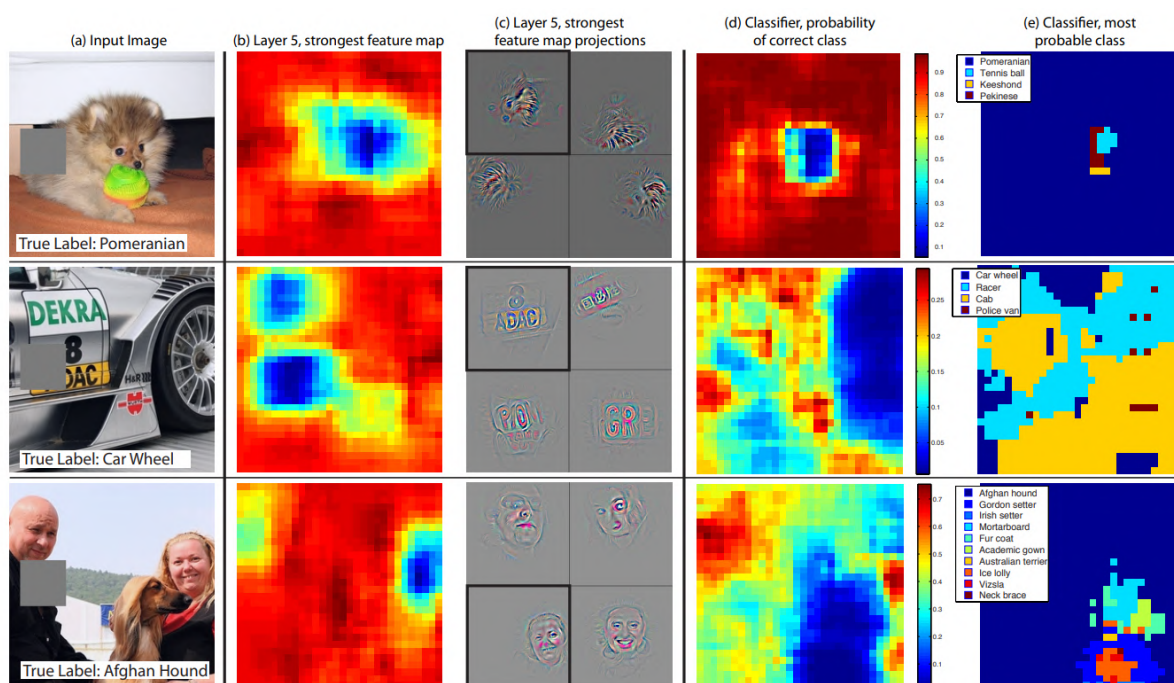 (a) Input Image
(b) Layer 5, strongest feature map
(c) Layer 5, strongest
feature map projections
(d) Classifier, probability
of correct class
(e) Classifier, most
probable class
True Label: Pomeranian
0.9
0.8
0.7
0.6
0.5
0.4
0.3
0.2
0.1
Pomeranian
Tennis ball
Keeshond
Pekinese
DEKRA
8
ADAC
True Label: Car Wheel
ADAC
0.25
0.2
0.15
0.1
0.05
Car wheel
Racer
Cab
Police van
True Label: Afghan Hound
0.7
0.6
0.5
0.4
0.3
0.2
0.1
Afghan hound
Gordon setter
Irish setter
Mortarboard
Fur coat
Academic gown
Australian terrier
Ice lolly
Vizsla
Neck brace